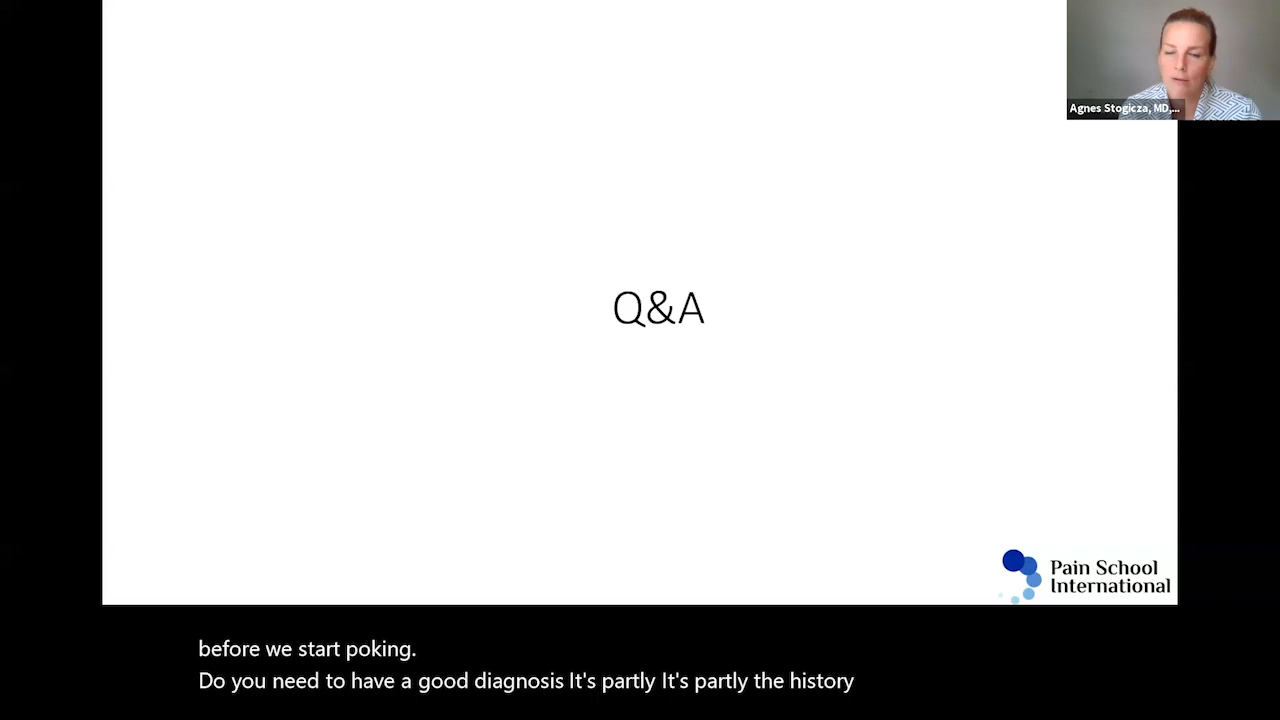 Agnes Stogicza, MD,...
Q&A
Pain School
International
before we start poking.
Do you need to have a good diagnosis It's partly It's partly the history